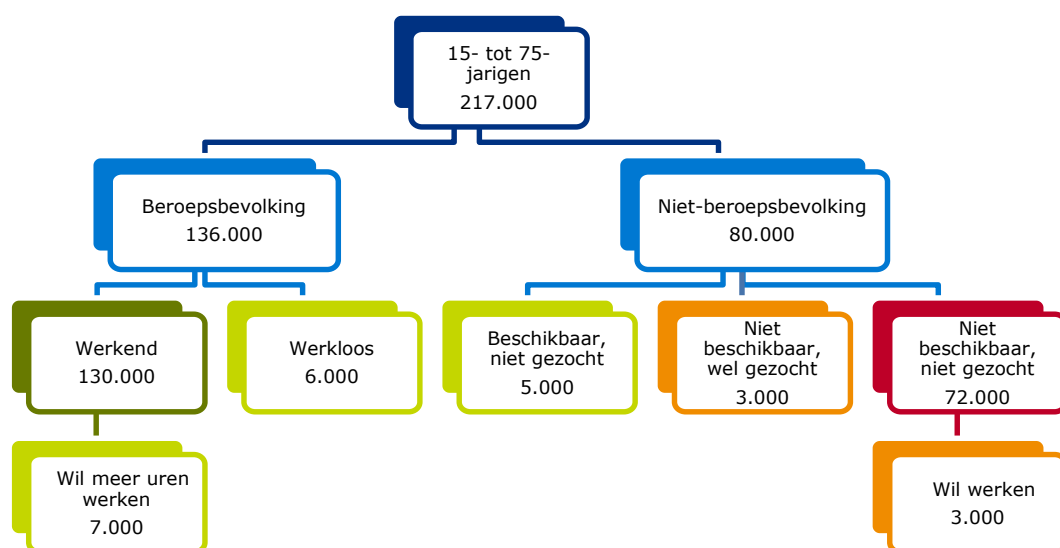 15- tot 75-
jarigen
217.000
Beroepsbevolking
136.000
Niet-beroepsbevolking
80.000
Werkend
130.000
Werkloos
6.000
Beschikbaar,
niet gezocht
5.000
Niet
beschikbaar,
wel gezocht
3.000
Niet
beschikbaar,
niet gezocht
72.000
Wil meer uren
werken
7.000
Wil werken
3.000